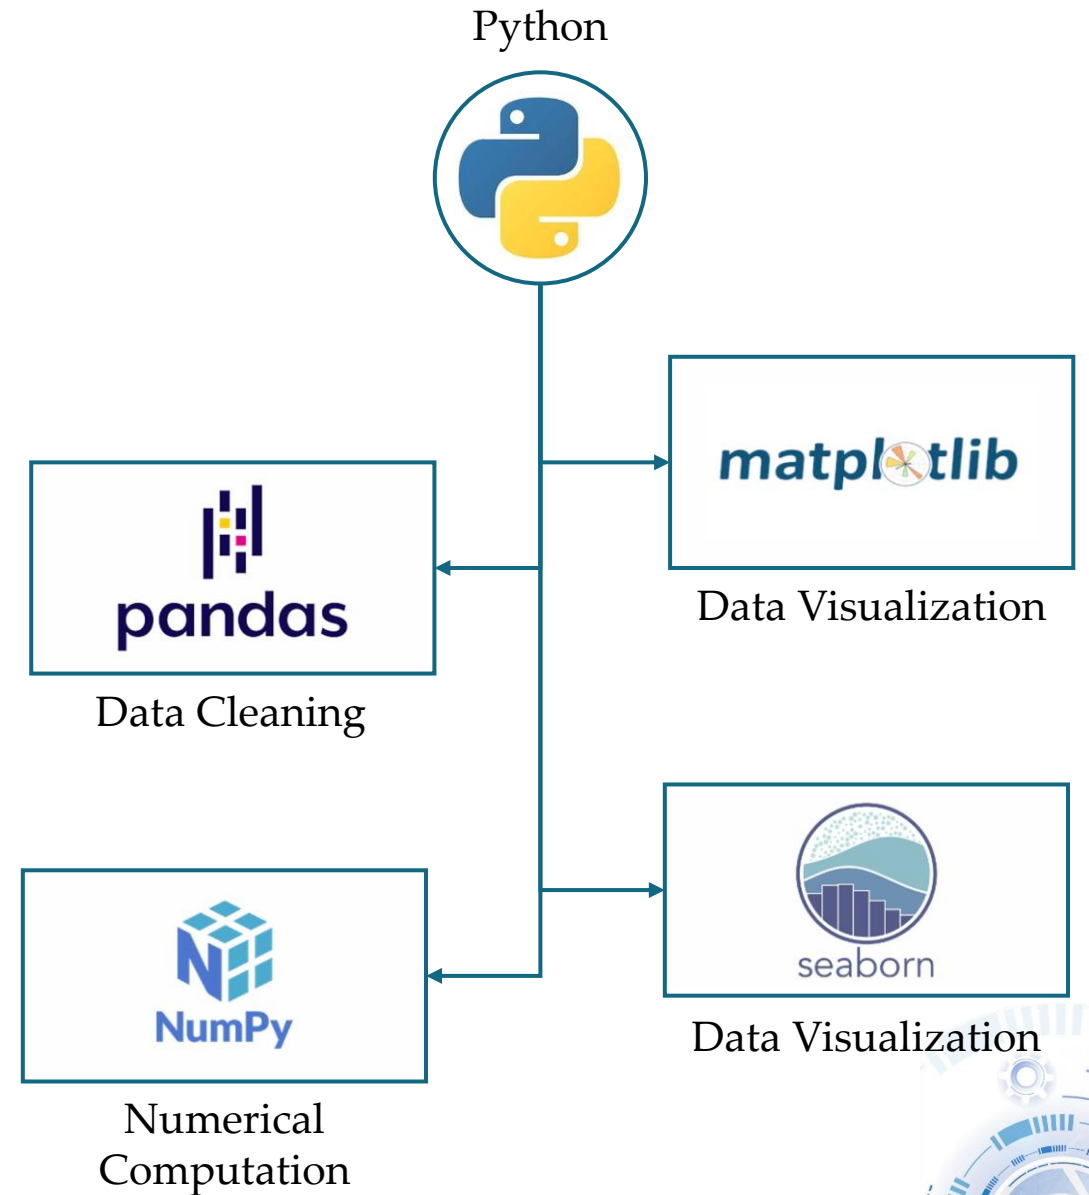 Python
matplotlib
Data Visualization
pandas
Data Cleaning
seaborn
Data Visualization
NumPy
Numerical
Computation